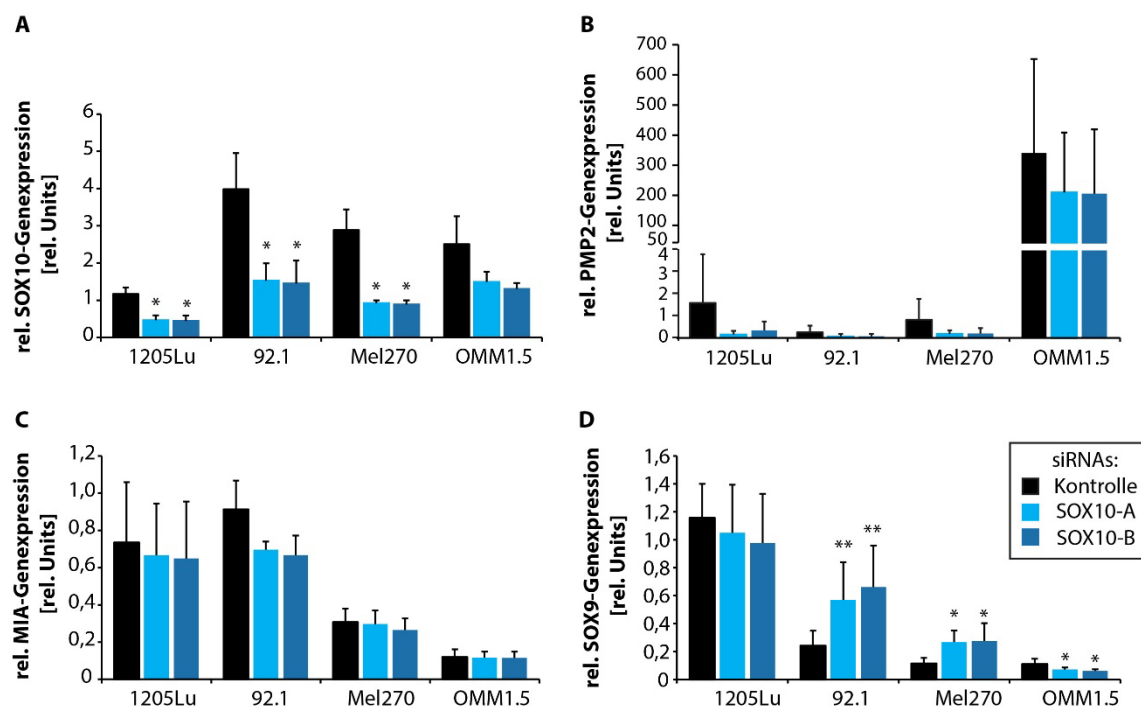 A
rel. SOX10-Genexpression
[rel. Units]
6
5
4
3
2
1
0
* *
* *
* *
1205Lu 92.1 Mel270 OMM1.5
B
rel. PMP2-Genexpression
[rel. Units]
700
600
500
400
300
200
100
50
4
3
2
1
0
1205Lu 92.1 Mel270 OMM1.5
C
rel. MIA-Genexpression
[rel. Units]
1,2
1,0
0,8
0,6
0,4
0,2
0
1205Lu 92.1 Mel270 OMM1.5
D
rel. SOX9-Genexpression
[rel. Units]
1,6
1,4
1,2
1,0
0,8
0,6
0,4
0,2
0
** **
* *
* *
1205Lu 92.1 Mel270 OMM1.5
siRNAs:
Kontrolle
SOX10-A
SOX10-B